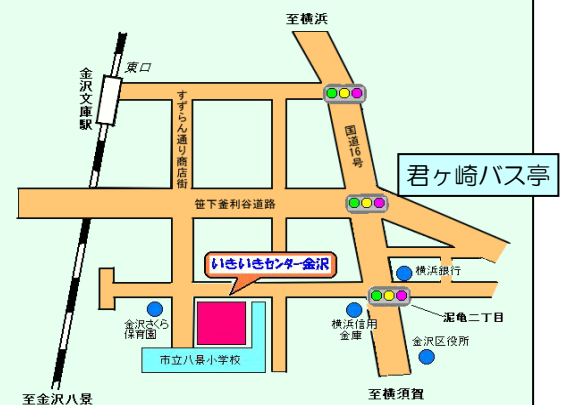 至横浜
東口
金沢文庫駅
すずらん通り商店街
国道16号
君ヶ崎バス亭
笹下釜利谷道路
いきいきセンター金沢
横浜銀行
金沢さくら
保育園
横浜信用
金庫
泥亀二丁目
金沢区役所
市立八景小学校
至金沢八景
至横須賀